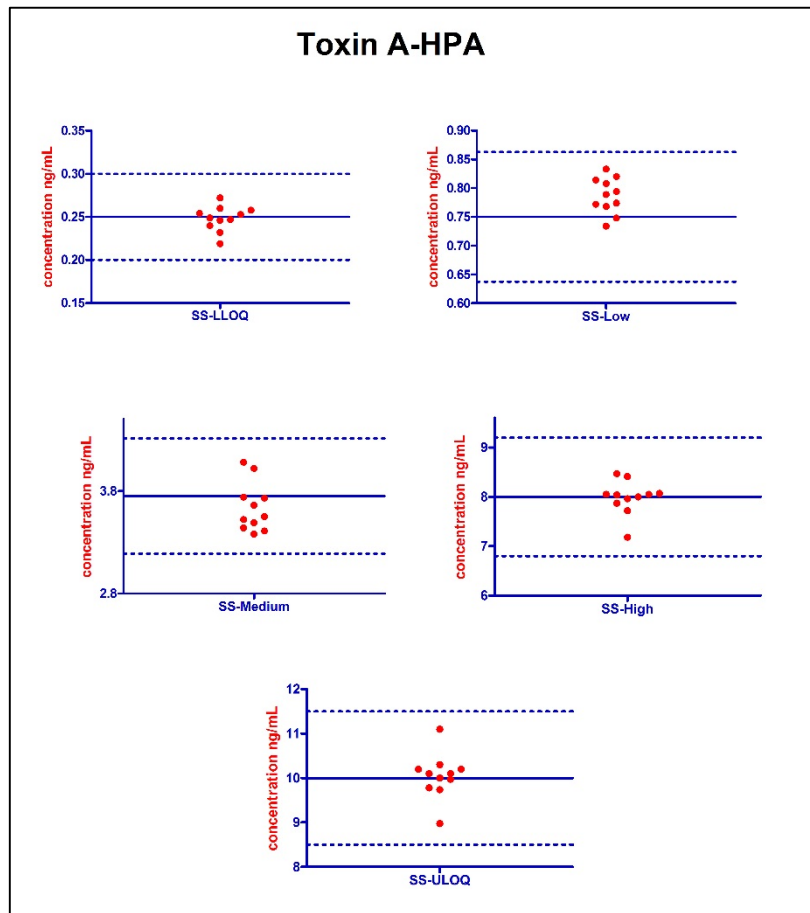 Toxin A-HPA
concentration ng/mL
0.35
0.30
0.25
0.20
0.15
SS-LLOQ
concentration ng/mL
0.90
0.85
0.80
0.75
0.70
0.65
0.60
SS-Low
concentration ng/mL
3.8
2.8
SS-Medium
concentration ng/mL
9
8
7
6
SS-High
concentration ng/mL
12
11
10
9
8
SS-ULOQ